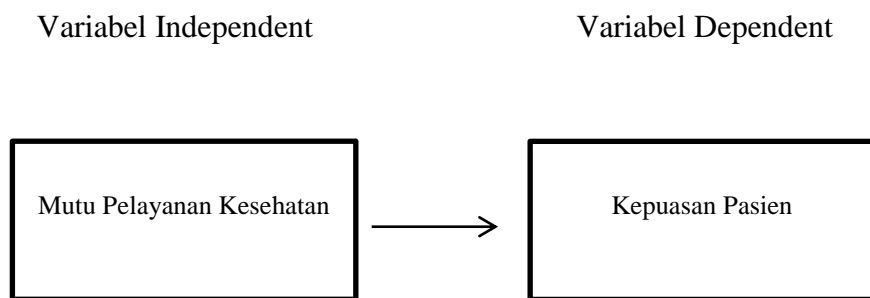 Variabel Independent
Variabel Dependent
Mutu Pelayanan Kesehatan
Kepuasan Pasien